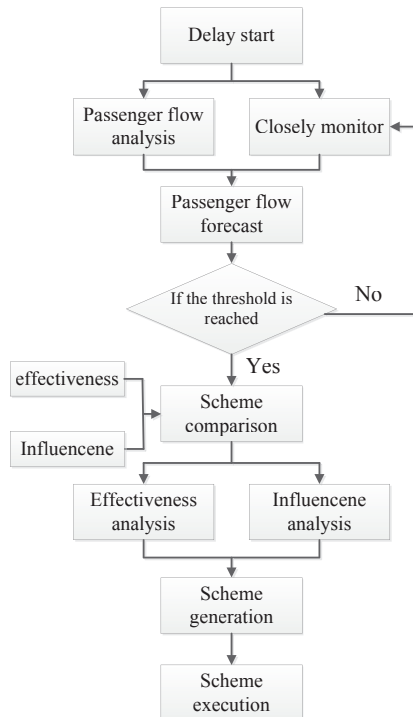 Delay start
Passenger flow
analysis
Closely monitor
Passenger flow
forecast
If the threshold is
reached
No
Yes
effectiveness
Influencene
Scheme
comparison
Effectiveness
analysis
Influencene
analysis
Scheme
generation
Scheme
execution